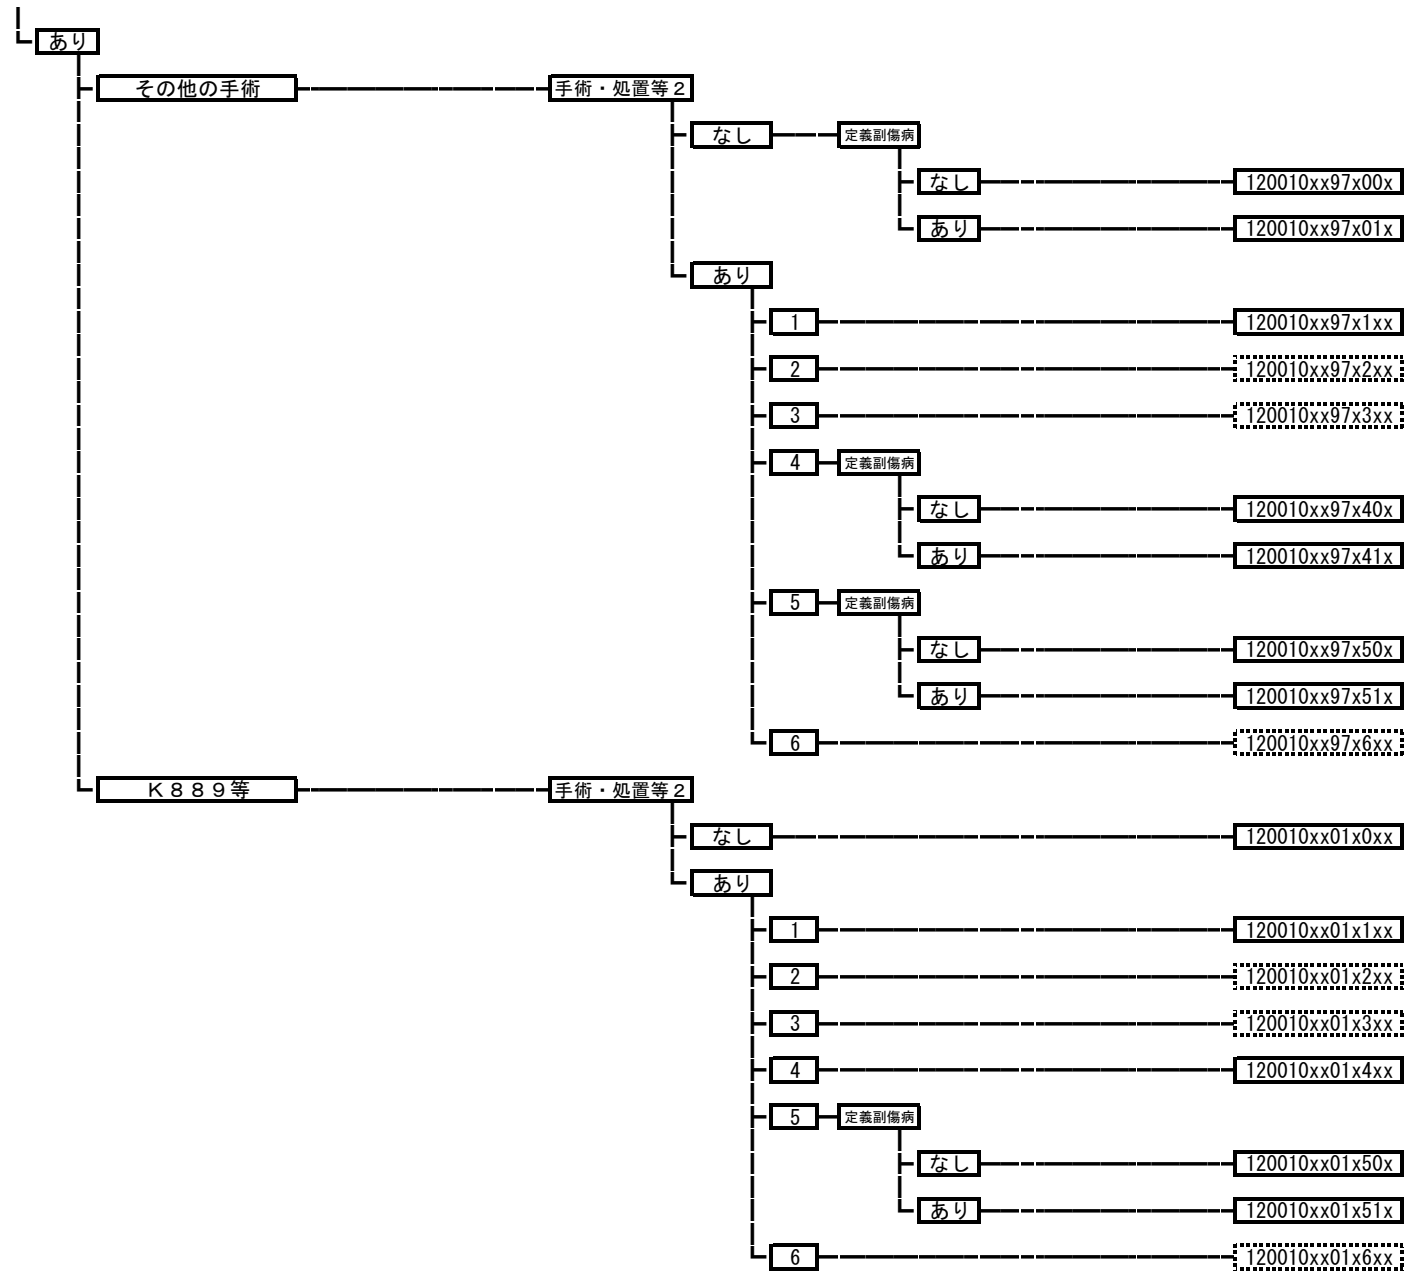 あり
その他の手術 手術・処置等２
なし 定義副傷病
なし 120010xx97x00x
あり 120010xx97x01x
あり
1 120010xx97x1xx
2 120010xx97x2xx
3 120010xx97x3xx
4 定義副傷病
なし 120010xx97x40x
あり 120010xx97x41x
5 定義副傷病
なし 120010xx97x50x
あり 120010xx97x51x
6 120010xx97x6xx
Ｋ８８９等 手術・処置等２
なし 120010xx01x0xx
あり
1 120010xx01x1xx
2 120010xx01x2xx
3 120010xx01x3xx
4 120010xx01x4xx
5 定義副傷病
なし 120010xx01x50x
あり 120010xx01x51x
6 120010xx01x6xx